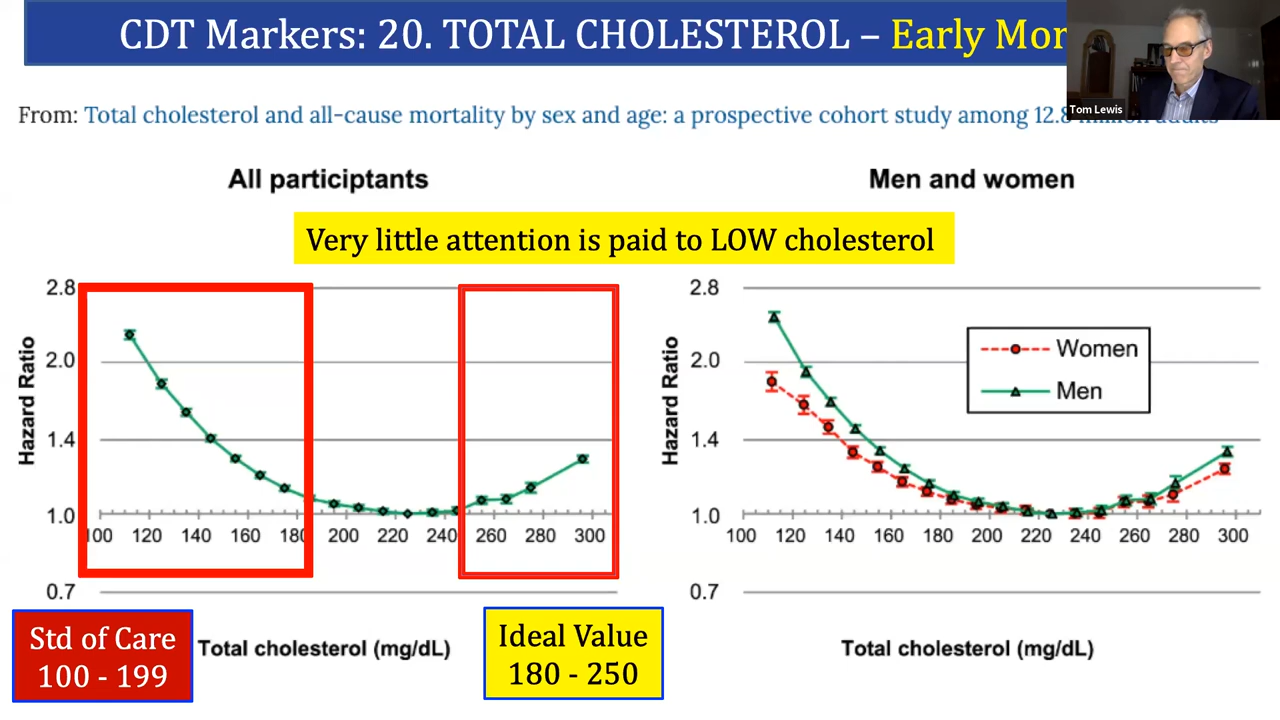 CDT Markers: 20. TOTAL CHOLESTEROL – Early Mor
Tom Lewis
From: Total cholesterol and all-cause mortality by sex and age: a prospective cohort study among 12.8 million adults
All participtants
Men and women
Very little attention is paid to LOW cholesterol
2.8
2.0
1.4
1.0
0.7
Hazard Ratio
100 120 140 160 180 200 220 240 260 280 300
Total cholesterol (mg/dL)
2.8
2.0
1.4
1.0
0.7
Hazard Ratio
Women
Men
100 120 140 160 180 200 220 240 260 280 300
Total cholesterol (mg/dL)
Std of Care
100 - 199
Ideal Value
180 - 250